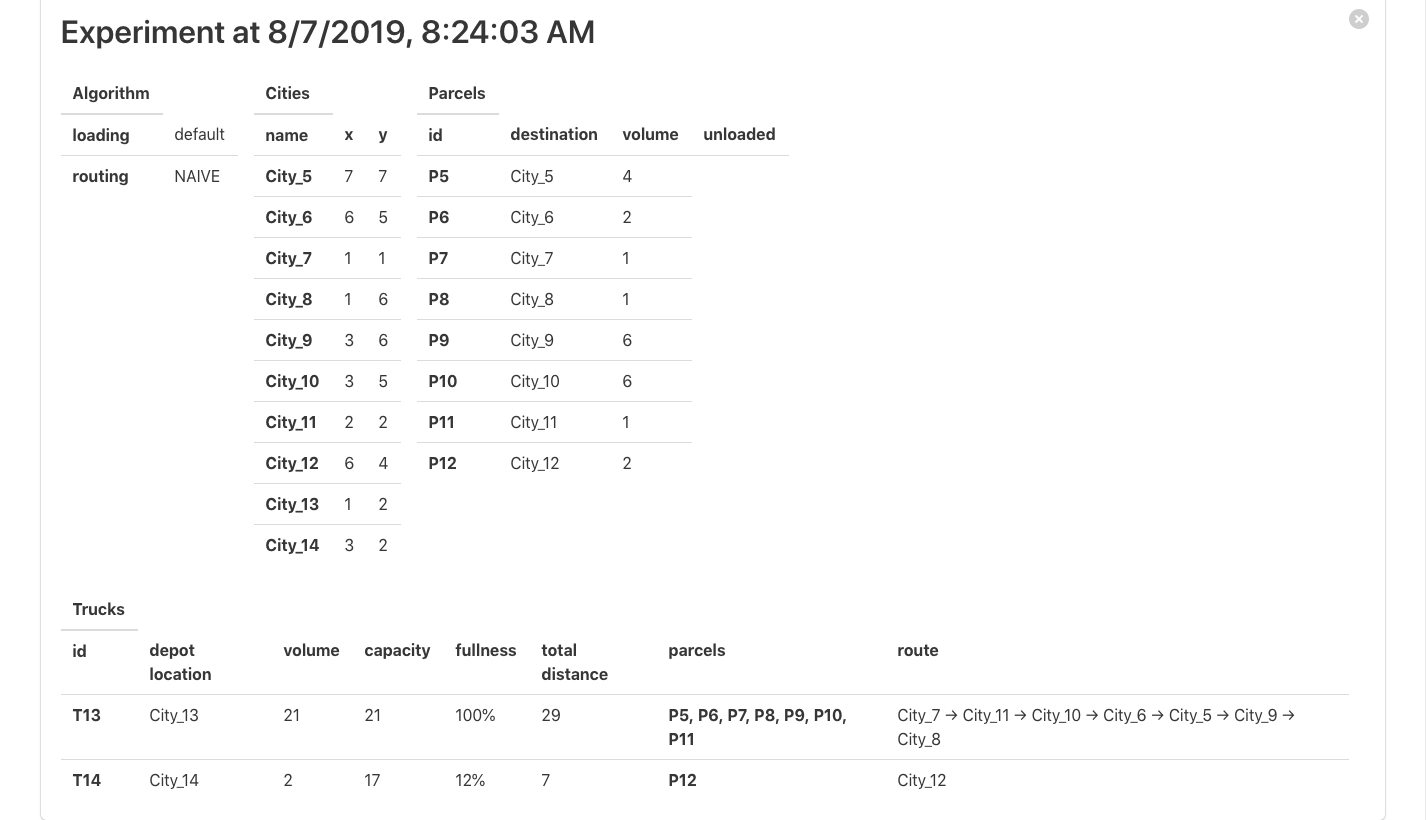 Experiment at 8/7/2019, 8:24:03 AM
Algorithm
loading default
routing NAIVE
Cities
name x y
City_5 7 7
City_6 6 5
City_7 1 1
City_8 1 6
City_9 3 6
City_10 3 5
City_11 2 2
City_12 6 4
City_13 1 2
City_14 3 2
Parcels
id destination volume unloaded
P5 City_5 4
P6 City_6 2
P7 City_7 1
P8 City_8 1
P9 City_9 6
P10 City_10 6
P11 City_11 1
P12 City_12 2
Trucks
id depot location volume capacity fullness total distance parcels route
T13 City_13 21 21 100% 29 P5, P6, P7, P8, P9, P10, P11 City_7 → City_11 → City_10 → City_6 → City_5 → City_9 → City_8
T14 City_14 2 17 12% 7 P12 City_12